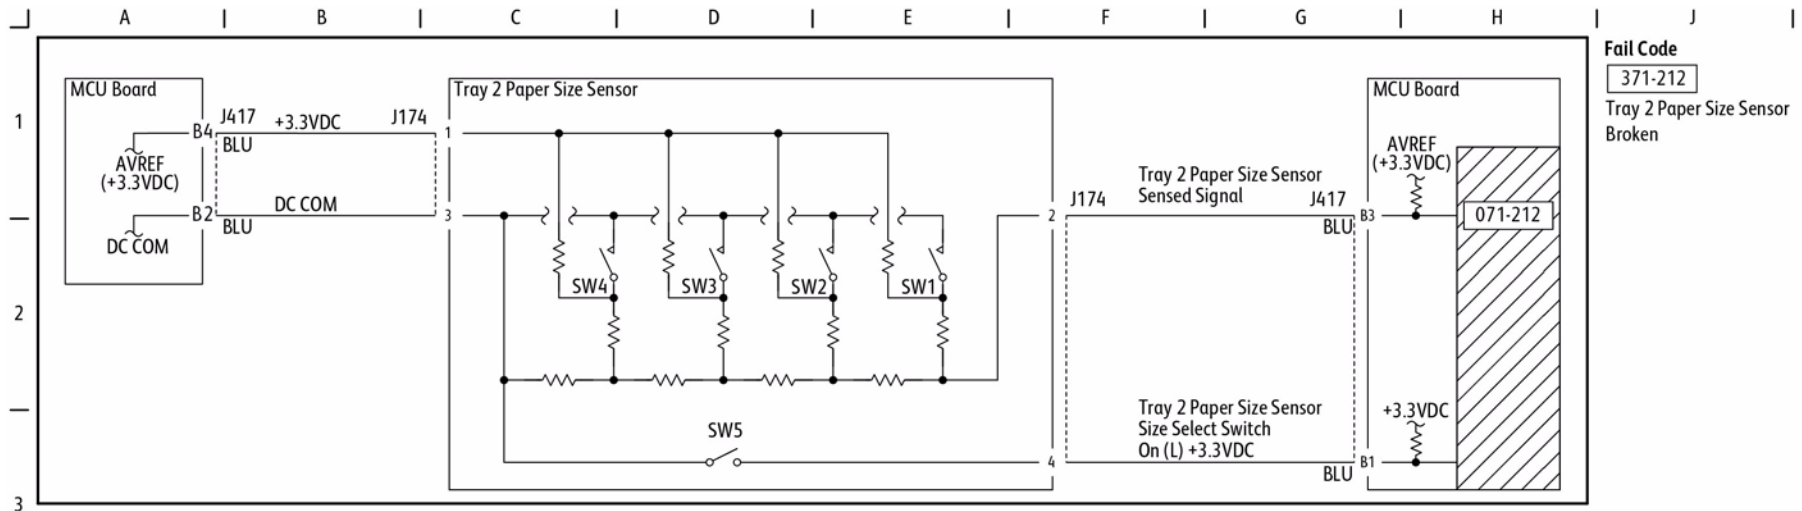 A B C D E F G H J
Fail Code
371-212
Tray 2 Paper Size Sensor
Broken
1
2
3
MCU Board
B4
J417
BLU
+3.3VDC
J174
AVREF
(+3.3VDC)
B2
BLU
DC COM
DC COM
Tray 2 Paper Size Sensor
1
3
SW4
SW3
SW2
SW1
SW5
2
4
J174
Tray 2 Paper Size Sensor
Sensed Signal
J417
BLU
B3
Tray 2 Paper Size Sensor
Size Select Switch
On (L) +3.3VDC
BLU
B1
MCU Board
AVREF
(+3.3VDC)
071-212
+3.3VDC